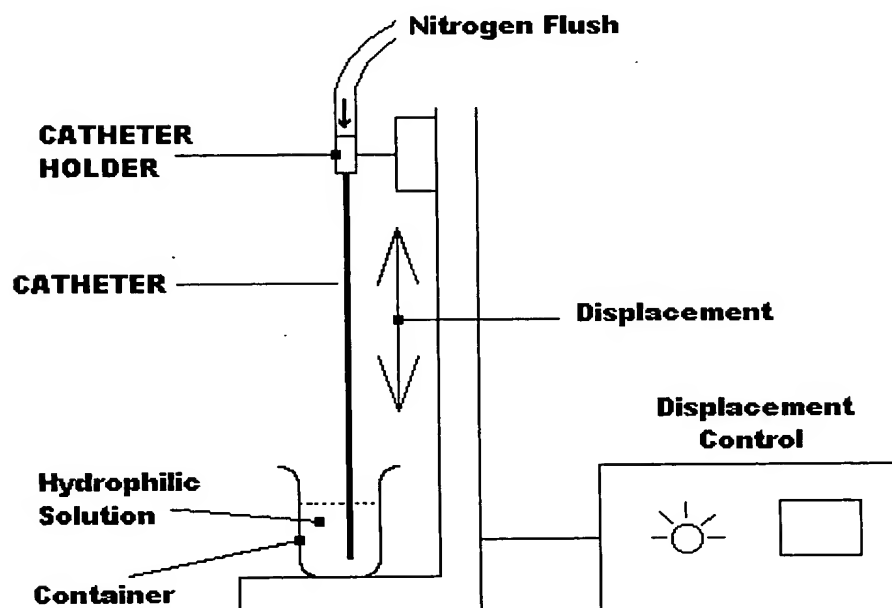 Nitrogen Flush
CATHETER
HOLDER
CATHETER
Displacement
Displacement
Control
Hydrophilic
Solution
Container